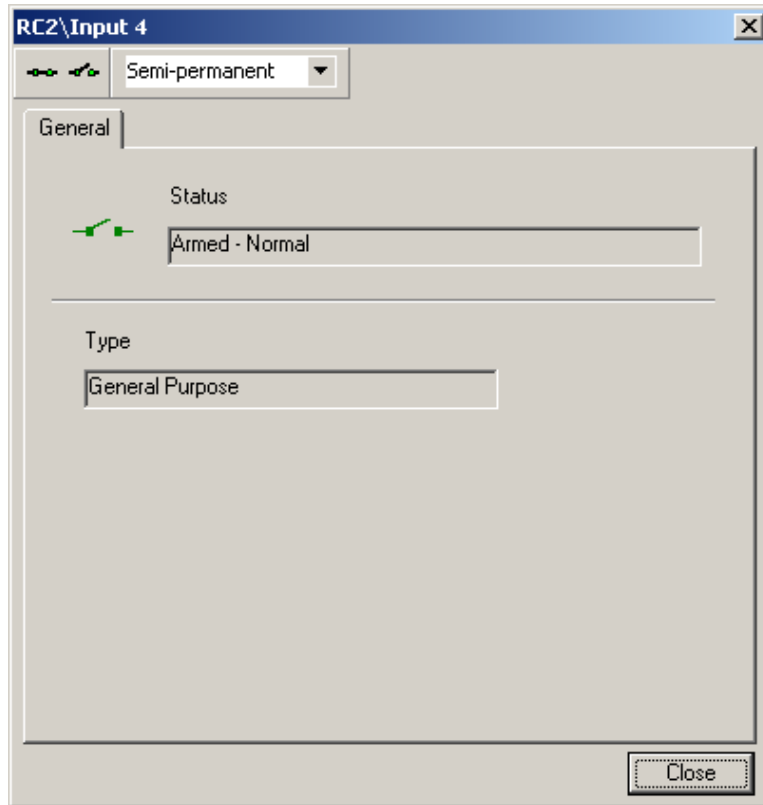 RC2\Input 4
Semi-permanent
General
Status
Armed - Normal
Type
General Purpose
Close